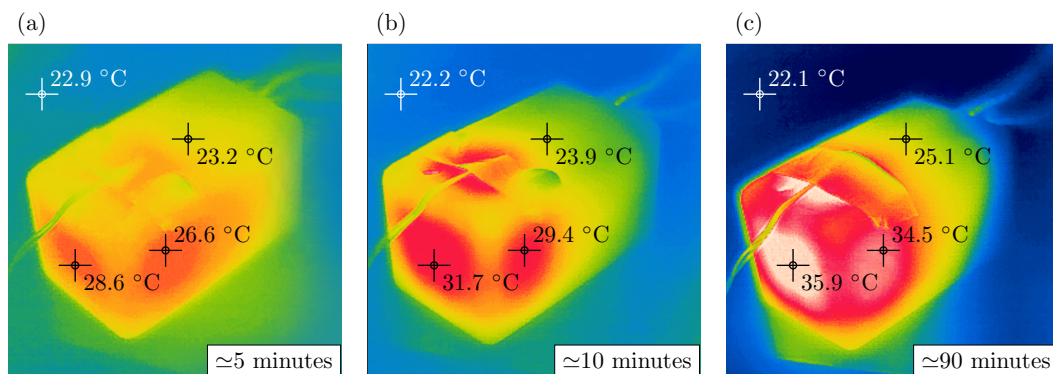 (a)
22.9 °C
23.2 °C
26.6 °C
28.6 °C
≃5 minutes
(b)
22.2 °C
23.9 °C
29.4 °C
31.7 °C
≃10 minutes
(c)
22.1 °C
25.1 °C
34.5 °C
35.9 °C
≃90 minutes